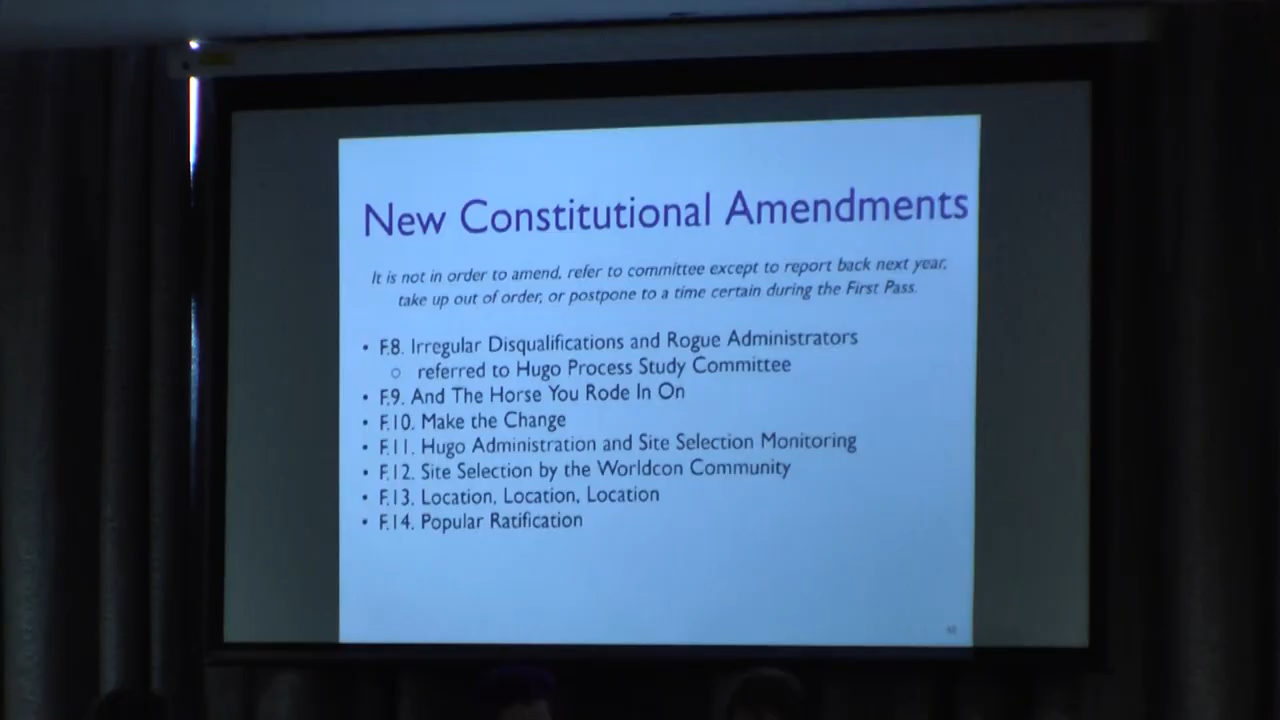 New Constitutional Amendments
It is not in order to amend, refer to committee except to report back next year,
take up out of order, or postpone to a time certain during the First Pass.
• F.8. Irregular Disqualifications and Rogue Administrators
○ referred to Hugo Process Study Committee
• F.9. And The Horse You Rode In On
• F.10. Make the Change
• F.11. Hugo Administration and Site Selection Monitoring
• F.12. Site Selection by the Worldcon Community
• F.13. Location, Location, Location
• F.14. Popular Ratification